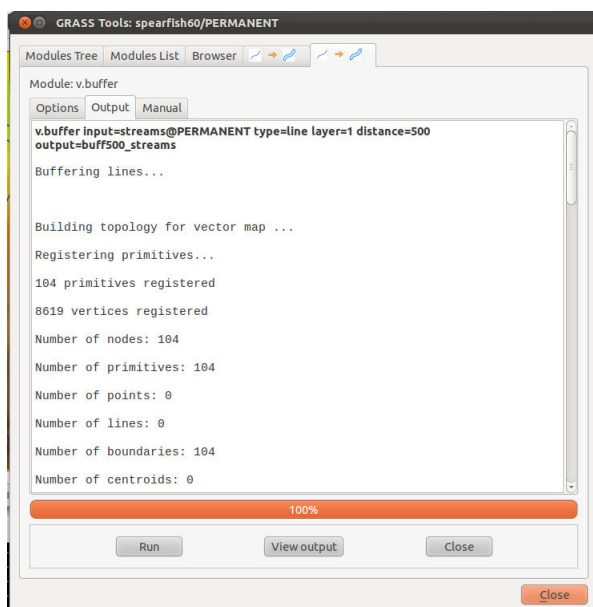 GRASS Tools: spearfish60/PERMANENT
Modules Tree Modules List Browser
Module: v.buffer
Options Output Manual
v.buffer input=streams@PERMANENT type=line layer=1 distance=500
output=buff500_streams
Buffering lines...
Building topology for vector map ...
Registering primitives...
104 primitives registered
8619 vertices registered
Number of nodes: 104
Number of primitives: 104
Number of points: 0
Number of lines: 0
Number of boundaries: 104
Number of centroids: 0
100%
Run View output Close
Close